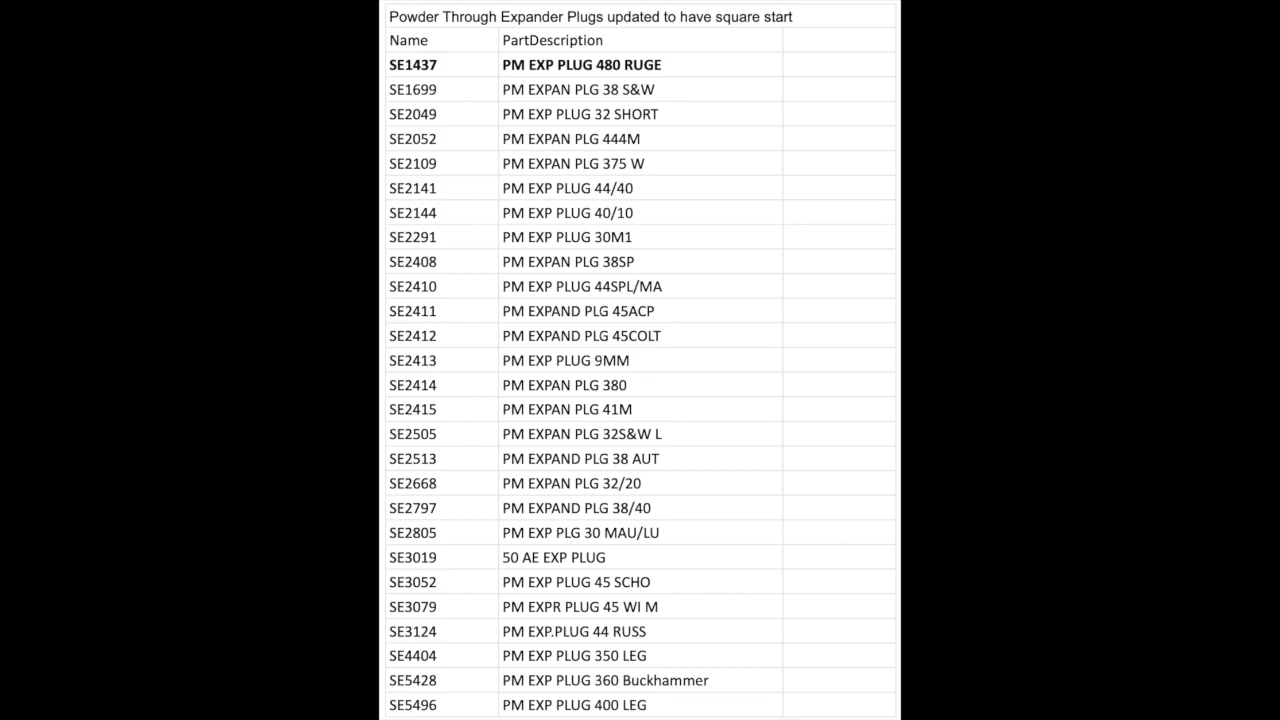 Powder Through Expander Plugs updated to have square start
Name PartDescription
SE1437 PM EXP PLUG 480 RUGE
SE1699 PM EXPAN PLG 38 S&W
SE2049 PM EXP PLUG 32 SHORT
SE2052 PM EXPAN PLG 444M
SE2109 PM EXPAN PLG 375 W
SE2141 PM EXP PLUG 44/40
SE2144 PM EXP PLUG 40/10
SE2291 PM EXP PLUG 30M1
SE2408 PM EXPAN PLG 38SP
SE2410 PM EXP PLUG 44SPL/MA
SE2411 PM EXPAND PLG 45ACP
SE2412 PM EXPAND PLG 45COLT
SE2413 PM EXP PLUG 9MM
SE2414 PM EXPAN PLG 380
SE2415 PM EXPAN PLG 41M
SE2505 PM EXPAN PLG 32S&W L
SE2513 PM EXPAND PLG 38 AUT
SE2668 PM EXPAN PLG 32/20
SE2797 PM EXPAND PLG 38/40
SE2805 PM EXP PLG 30 MAU/LU
SE3019 50 AE EXP PLUG
SE3052 PM EXP PLUG 45 SCHO
SE3079 PM EXPR PLUG 45 WI M
SE3124 PM EXP.PLUG 44 RUSS
SE4404 PM EXP PLUG 350 LEG
SE5428 PM EXP PLUG 360 Buckhammer
SE5496 PM EXP PLUG 400 LEG